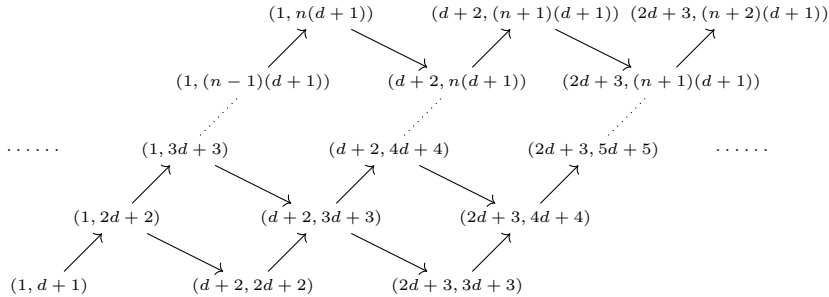 (1, n(d + 1)) (d + 2, (n + 1)(d + 1)) (2d + 3, (n + 2)(d + 1))
(1, (n − 1)(d + 1)) (d + 2, n(d + 1)) (2d + 3, (n + 1)(d + 1))
...... (1, 3d + 3) (d + 2, 4d + 4) (2d + 3, 5d + 5) ......
(1, 2d + 2) (d + 2, 3d + 3) (2d + 3, 4d + 4)
(1, d + 1) (d + 2, 2d + 2) (2d + 3, 3d + 3)